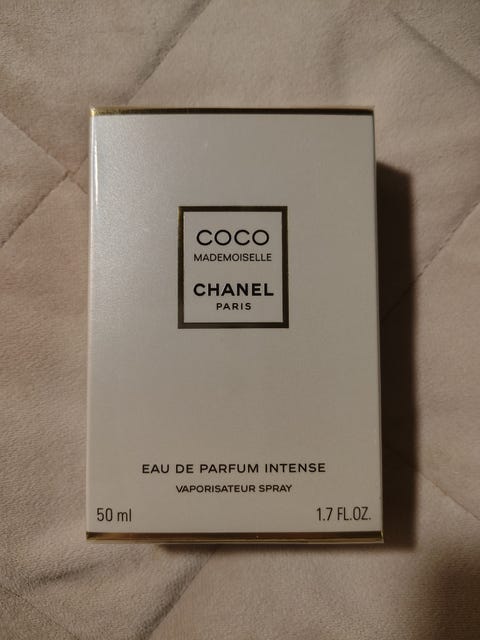 COCO
MADEMOISELLE
CHANEL
PARIS
EAU DE PARFUM INTENSE
VAPORISATEUR SPRAY
50 ml 1.7 FL.OZ.